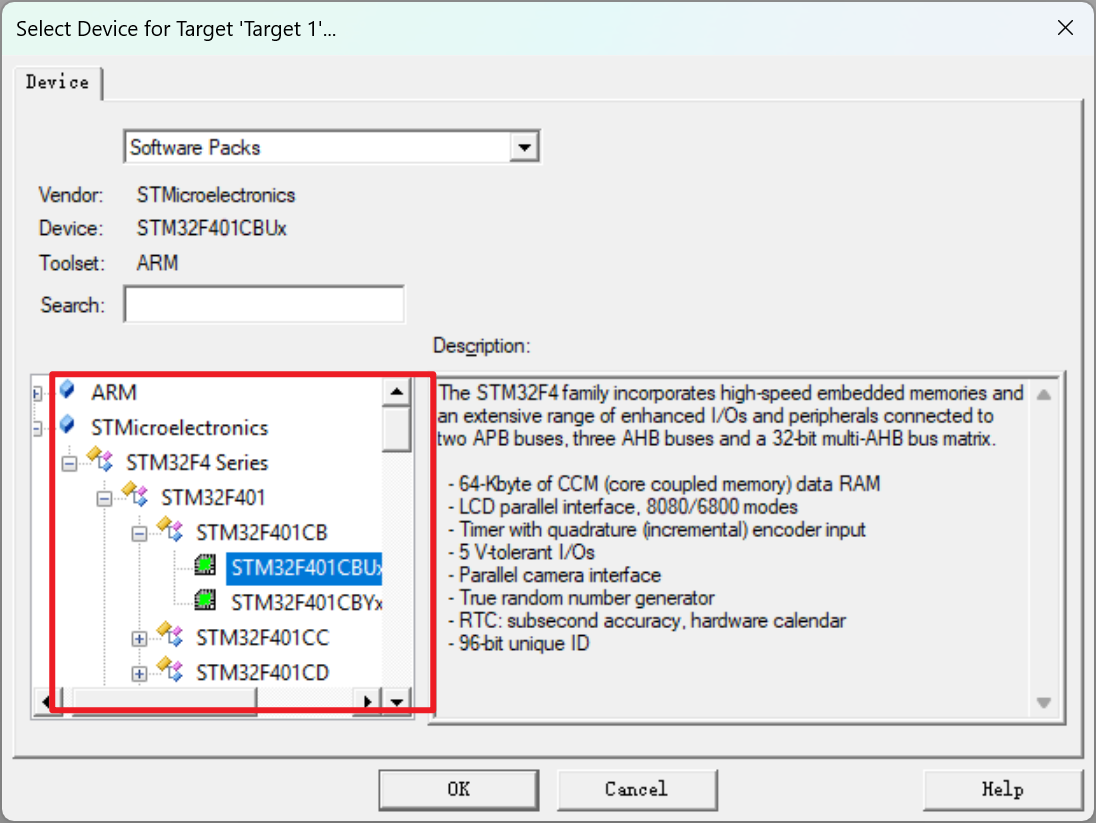 Select Device for Target 'Target 1'...
Device
Software Packs
Vendor: STMicroelectronics
Device: STM32F401CBUx
Toolset: ARM
Search:
Description:
ARM
STMicroelectronics
STM32F4 Series
STM32F401
STM32F401CB
STM32F401CBUx
STM32F401CBYx
STM32F401CC
STM32F401CD
The STM32F4 family incorporates high-speed embedded memories and
an extensive range of enhanced I/Os and peripherals connected to
two APB buses, three AHB buses and a 32-bit multi-AHB bus matrix.
- 64-Kbyte of CCM (core coupled memory) data RAM
- LCD parallel interface, 8080/6800 modes
- Timer with quadrature (incremental) encoder input
- 5 V-tolerant I/Os
- Parallel camera interface
- True random number generator
- RTC: subsecond accuracy, hardware calendar
- 96-bit unique ID
OK Cancel Help